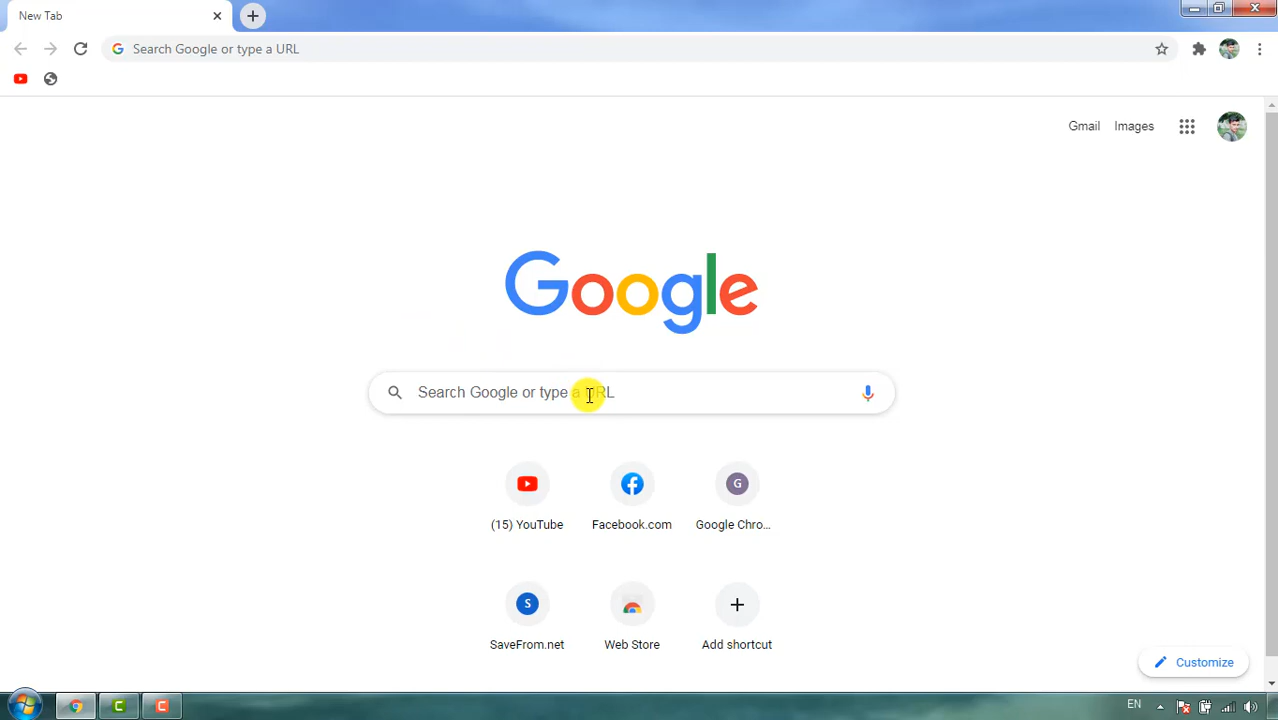 New Tab
Search Google or type a URL
Gmail Images
Google
Search Google or type a URL
G
(15) YouTube Facebook.com Google Chro...
S
SaveFrom.net Web Store Add shortcut
Customize
EN